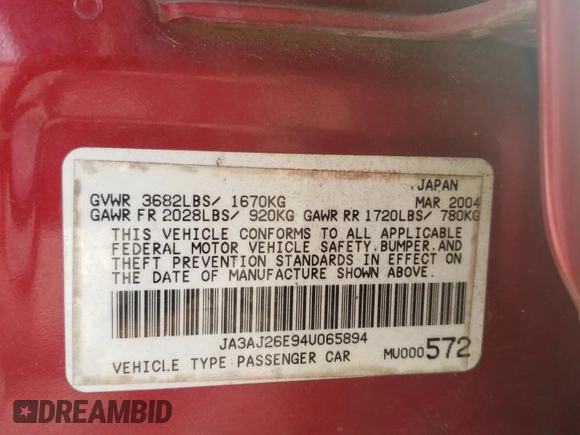 CORPORATION
JAPAN
GVWR 3682LBS/ 1670KG MAR 2004
GAWR FR 2028LBS/ 920KG GAWR RR 1720LBS/ 780KG
THIS VEHICLE CONFORMS TO ALL APPLICABLE
FEDERAL MOTOR VEHICLE SAFETY, BUMPER, AND
THEFT PREVENTION STANDARDS IN EFFECT ON
THE DATE OF MANUFACTURE SHOWN ABOVE.
JA3AJ26E94U065894
VEHICLE TYPE PASSENGER CAR MU000572
DREAMBID